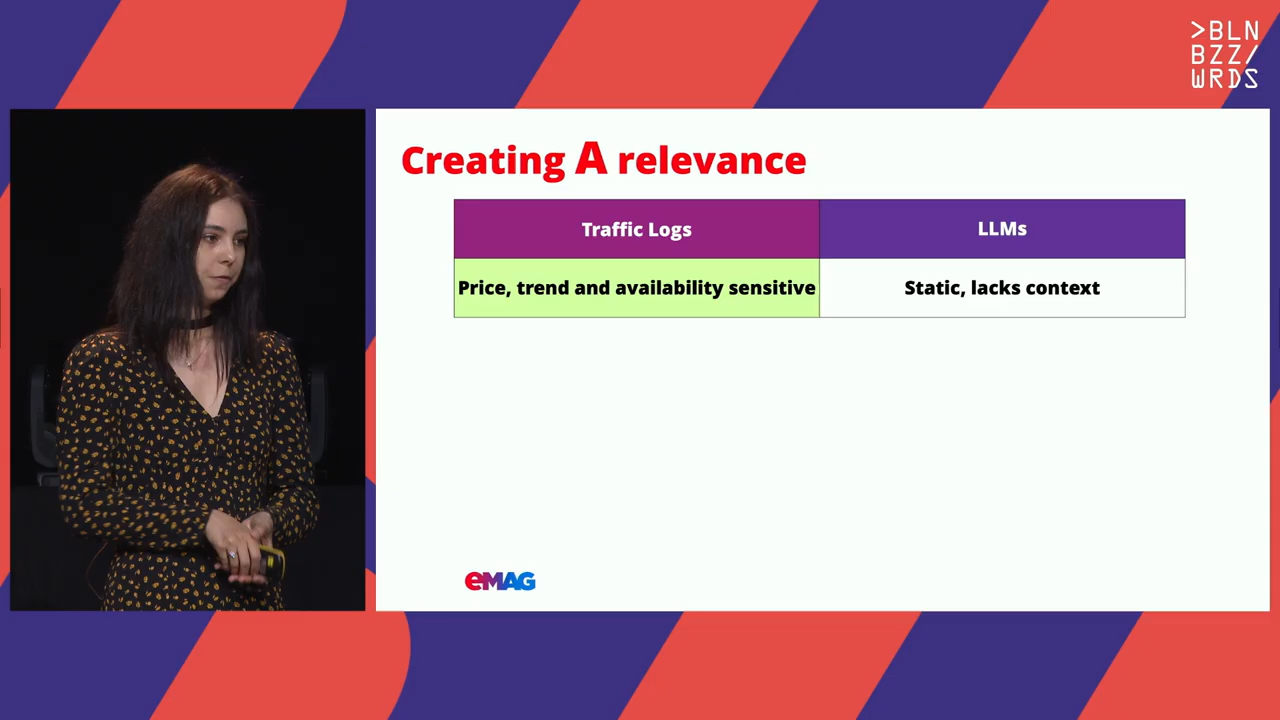 >BLN
BZZ/
WRDS
Creating A relevance
Traffic Logs
LLMs
Price, trend and availability sensitive
Static, lacks context
eMAG